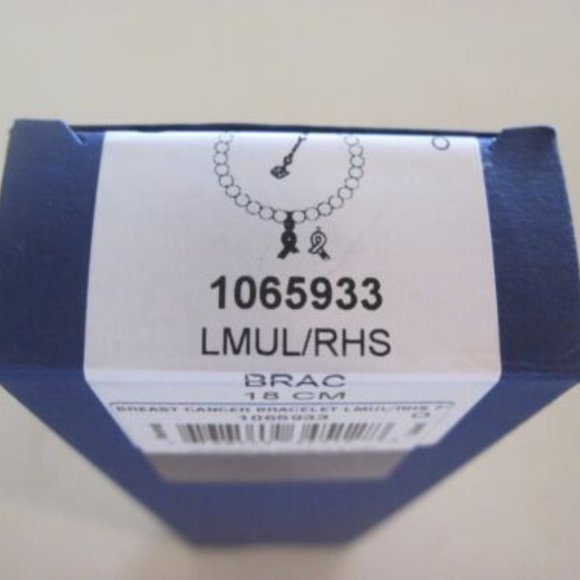 1065933
LMUL/RHS
BRAC
18 CM
BREAST CANCER BRACELET LMUL/RHS
1065933